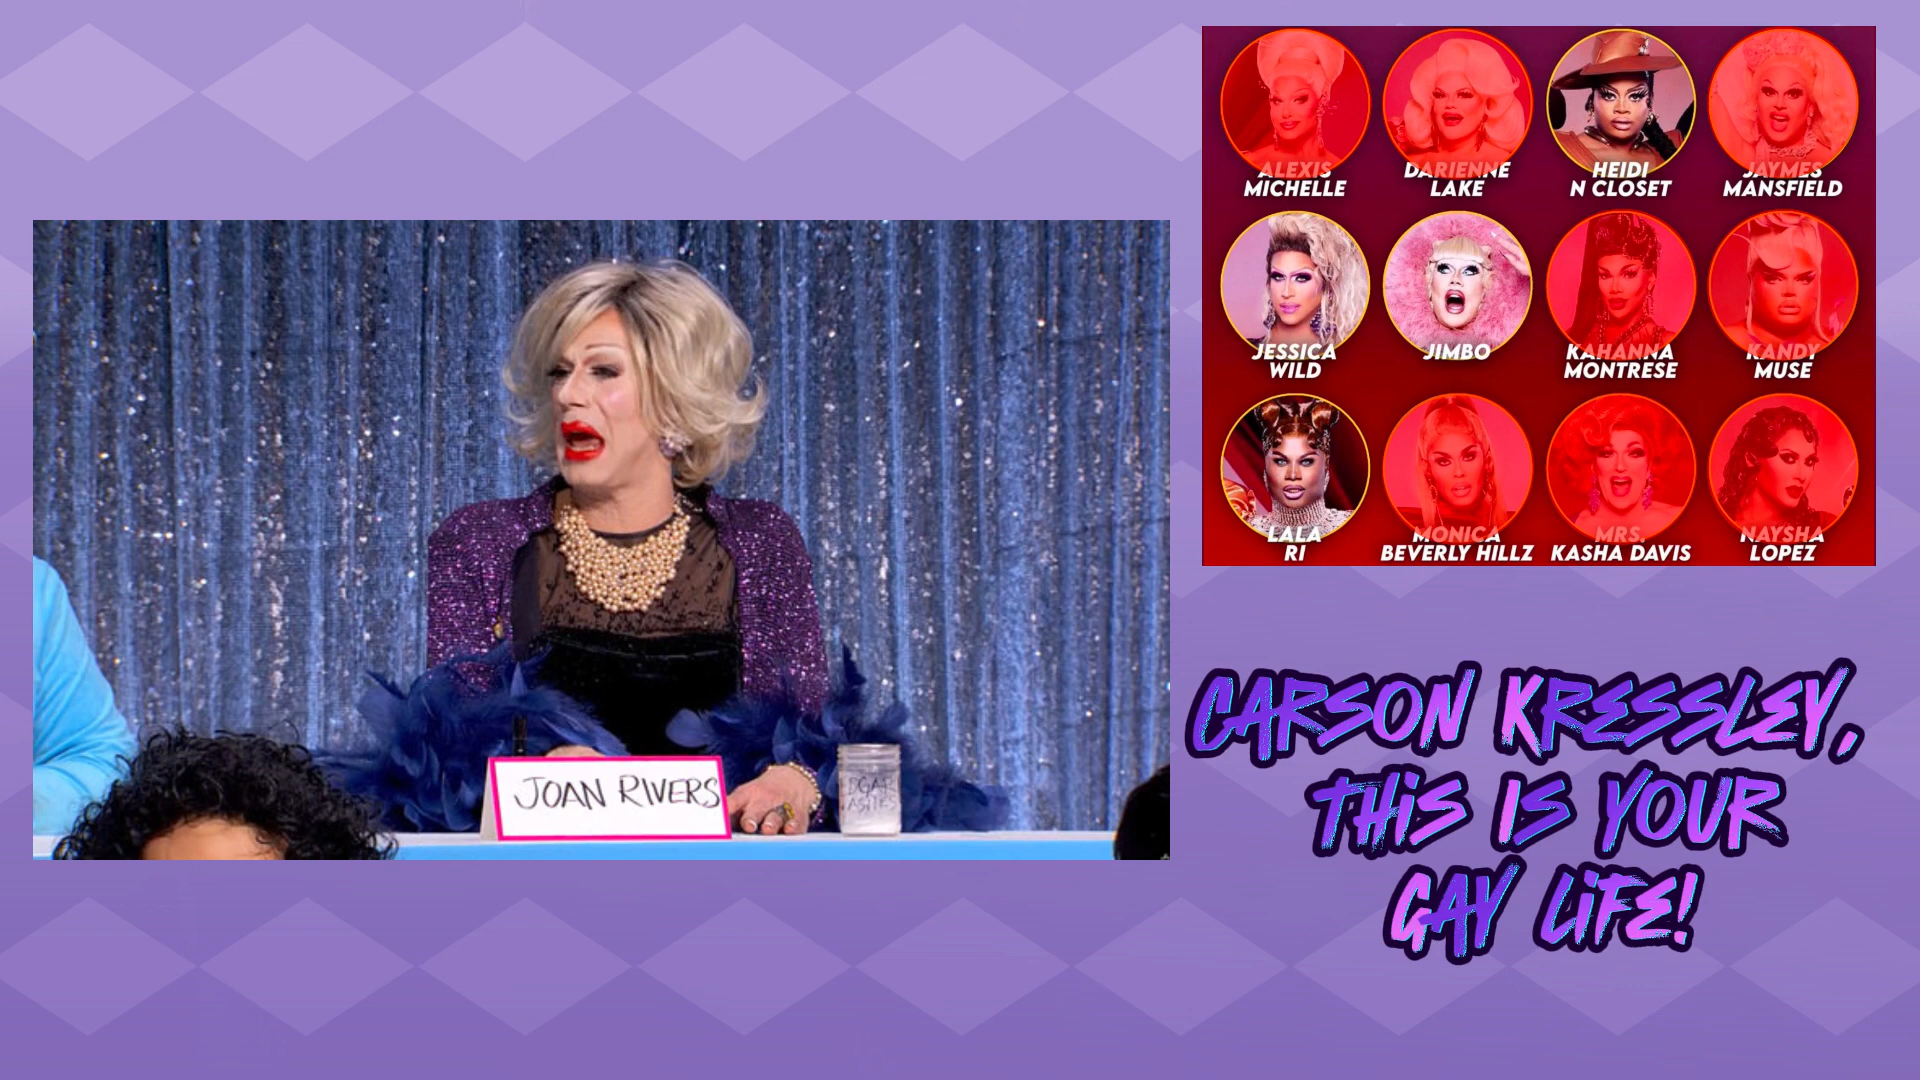 ALEXIS
MICHELLE
DARIENNE
LAKE
HEIDI
N CLOSET
JAYMES
MANSFIELD
JESSICA
WILD
JIMBO
KAHANNA
MONTRESE
KANDY
MUSE
LALA
RI
MONICA
BEVERLY HILLZ
MRS.
KASHA DAVIS
NAYSHA
LOPEZ
JOAN RIVERS
ASHES
CARSON KRESSLEY,
THIS IS YOUR
GAY LIFE!